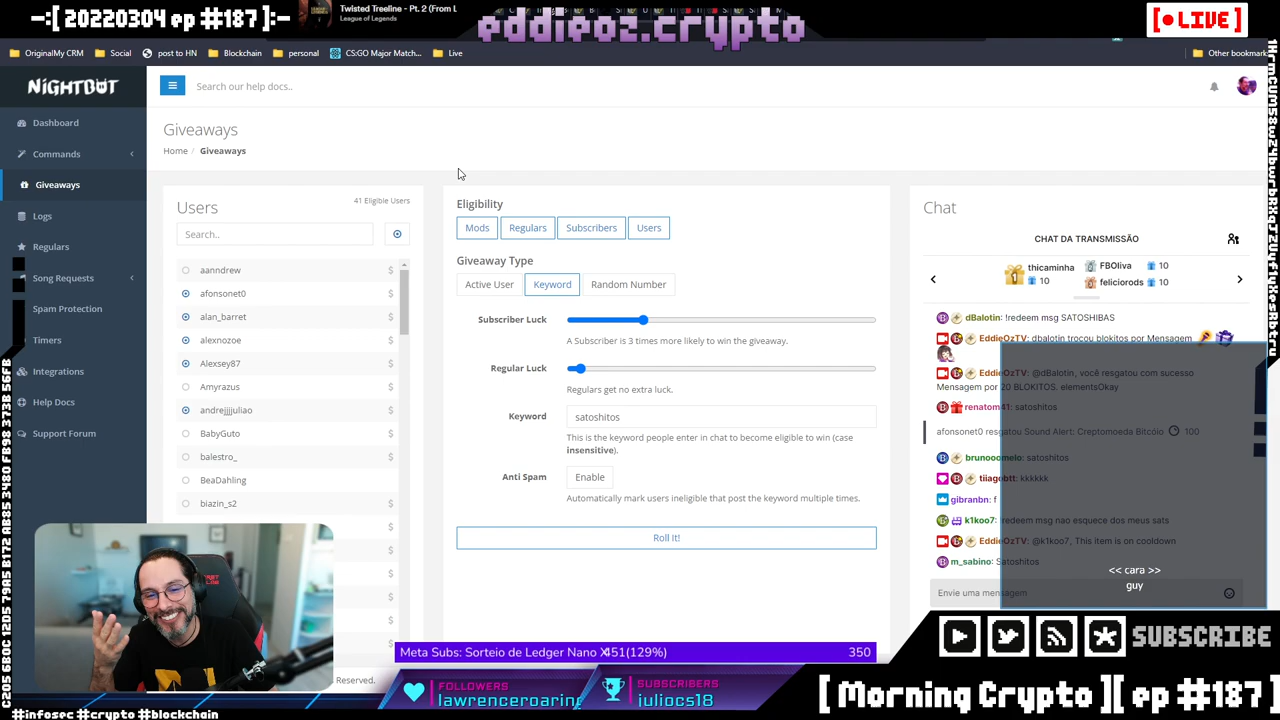 –:[ 20220304 ep #187 ]:–
Twisted Treeline - Pt. 2 (From L
League of Legends
eddieoz.crypto
[ LIVE ]
OriginalMy CRM
Social
post to HN
Blockchain
personal
CS:GO Major Match...
Live
Other bookmark
NIGHTBOT
Search our help docs..
Dashboard
Commands
Giveaways
Logs
Regulars
Song Requests
Spam Protection
Timers
Integrations
Help Docs
Support Forum
Giveaways
Home / Giveaways
Users
41 Eligible Users
Search..
aanndrew $
afonsonet0 $
alan_barret $
alexnozoe $
Alexsey87 $
Amyrazus $
andrejjjjuliao $
BabyGuto $
balestro_ $
BeaDahling $
biazin_s2 $
Eligibility
Mods
Regulars
Subscribers
Users
Giveaway Type
Active User
Keyword
Random Number
Subscriber Luck
A Subscriber is 3 times more likely to win the giveaway.
Regular Luck
Regulars get no extra luck.
Keyword
satoshitos
This is the keyword people enter in chat to become eligible to win (case
insensitive).
Anti Spam
Enable
Automatically mark users ineligible that post the keyword multiple times.
Roll It!
Chat
CHAT DA TRANSMISSÃO
1
thicaminha
10
FBOliva 10
feliciorods 10
dBalotin: !redeem msg SATOSHIBAS
EddieOzTV: dbalotin trocou blokitos por Mensagem
EddieOzTV: @dBalotin, você resgatou com sucesso
Mensagem por 20 BLOKITOS. elementsOkay
renatom41: satoshitos
afonsonet0 resgatou Sound Alert: Creptomoeda Bitcóio 100
brunooomelo: satoshitos
tiiagobtt: kkkkkk
gibranbn: f
k1koo7: !redeem msg nao esquece dos meus sats
EddieOzTV: @k1koo7, This item is on cooldown
m_sabino: Satoshitos
<< cara >>
guy
Envie uma mensagem
Reserved.
Meta Subs: Sorteio de Ledger Nano X
451(129%)
350
FOLLOWERS
lawrenceroaring
SUBSCRIBERS
iuliocs18
SUBSCRIBE
[ Morning Crypto ][ ep #187 ]
#infosec #crypto #blockchain